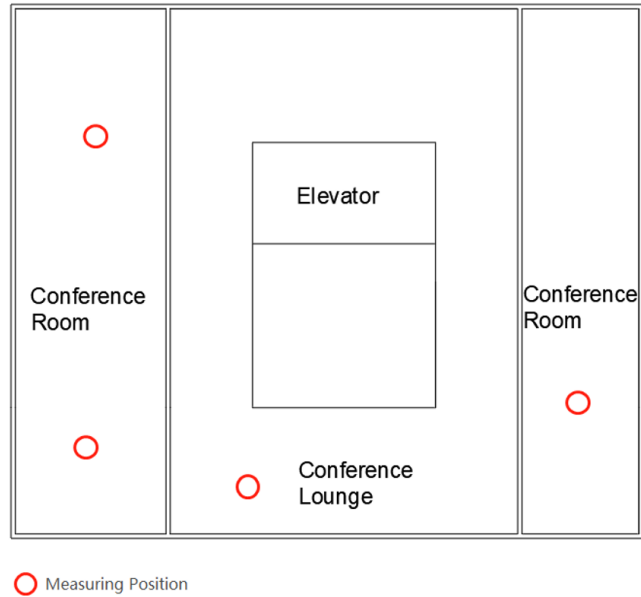 Elevator
Conference
Room
Conference
Room
Conference
Lounge
Measuring Position